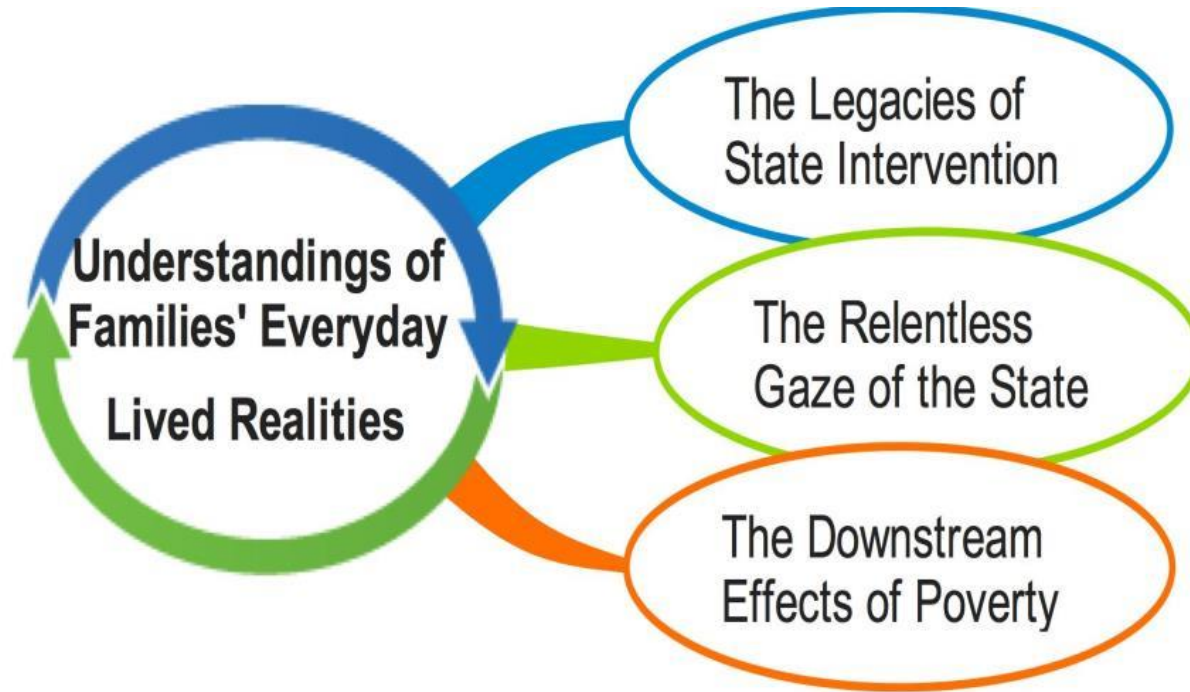 Understandings of
Families' Everyday
Lived Realities
The Legacies of
State Intervention
The Relentless
Gaze of the State
The Downstream
Effects of Poverty